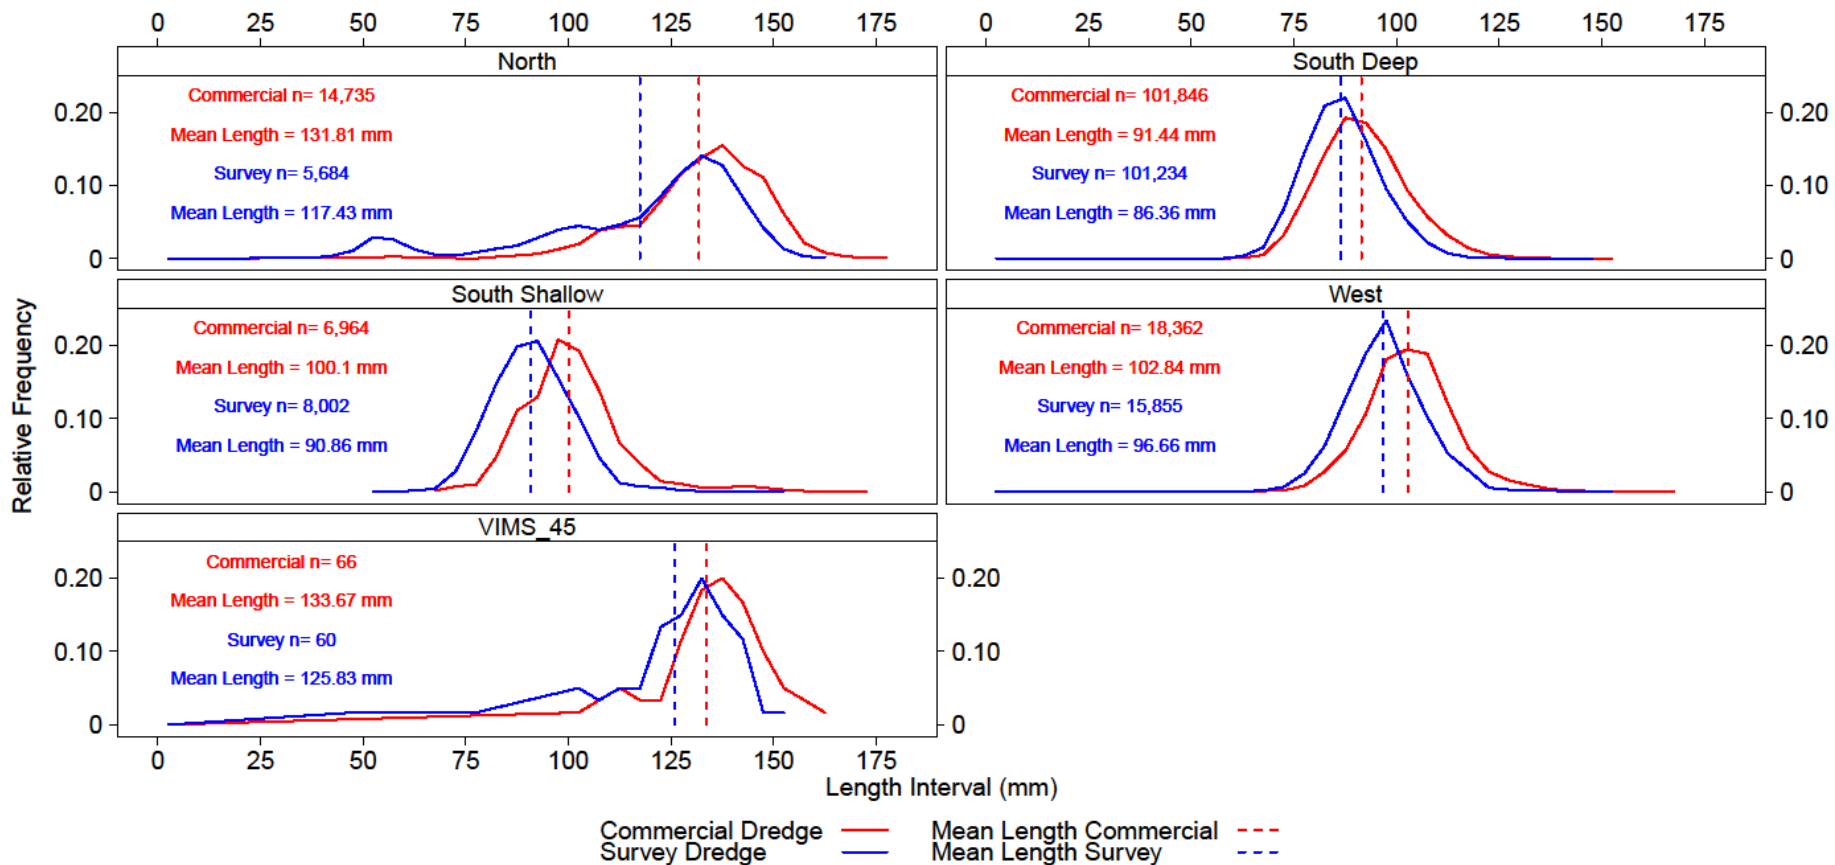 0 25 50 75 100 125 150 175 0 25 50 75 100 125 150 175
North
Commercial n= 14,735
Mean Length = 131.81 mm
Survey n= 5,684
Mean Length = 117.43 mm
0.20
0.10
0
South Deep
Commercial n= 101,846
Mean Length = 91.44 mm
Survey n= 101,234
Mean Length = 86.36 mm
0.20
0.10
0
South Shallow
Commercial n= 6,964
Mean Length = 100.1 mm
Survey n= 8,002
Mean Length = 90.86 mm
0.20
0.10
0
West
Commercial n= 18,362
Mean Length = 102.84 mm
Survey n= 15,855
Mean Length = 96.66 mm
0.20
0.10
0
VIMS_45
Commercial n= 66
Mean Length = 133.67 mm
Survey n= 60
Mean Length = 125.83 mm
0.20 0.20
0.10 0.10
0 0
0 25 50 75 100 125 150 175
Relative Frequency
Length Interval (mm)
Commercial Dredge Mean Length Commercial
Survey Dredge Mean Length Survey